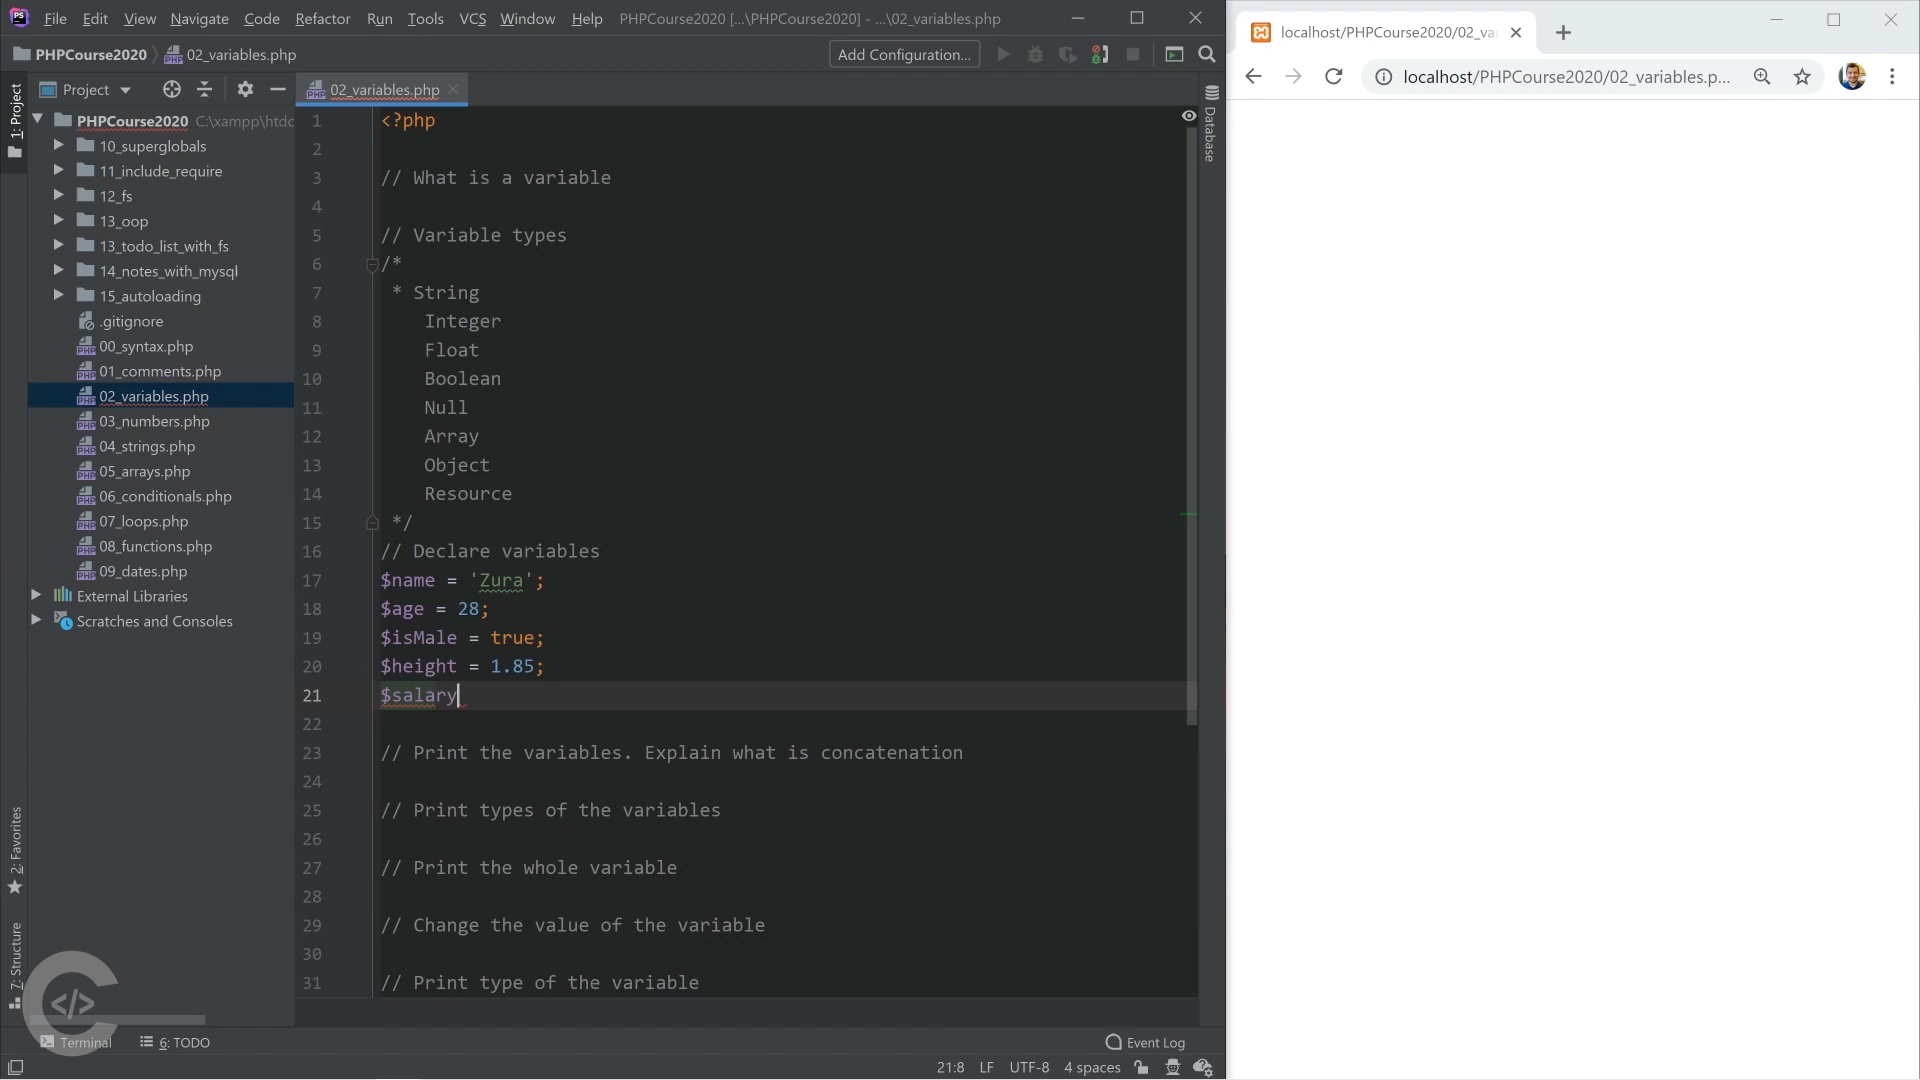 File Edit View Navigate Code Refactor Run Tools VCS Window Help PHPCourse2020 [...\PHPCourse2020] - ...\02_variables.php
PHPCourse2020 02_variables.php Add Configuration...
Project
02_variables.php
1: Project
PHPCourse2020 C:\xampp\htdc
10_superglobals
11_include_require
12_fs
13_oop
13_todo_list_with_fs
14_notes_with_mysql
15_autoloading
.gitignore
00_syntax.php
01_comments.php
02_variables.php
03_numbers.php
04_strings.php
05_arrays.php
06_conditionals.php
07_loops.php
08_functions.php
09_dates.php
External Libraries
Scratches and Consoles
2: Favorites
7: Structure
1 <?php
2
3 // What is a variable
4
5 // Variable types
6 /*
7 * String
8 Integer
9 Float
10 Boolean
11 Null
12 Array
13 Object
14 Resource
15 */
16 // Declare variables
17 $name = 'Zura';
18 $age = 28;
19 $isMale = true;
20 $height = 1.85;
21 $salary
22
23 // Print the variables. Explain what is concatenation
24
25 // Print types of the variables
26
27 // Print the whole variable
28
29 // Change the value of the variable
30
31 // Print type of the variable
Database
Terminal 6: TODO Event Log
21:8 LF UTF-8 4 spaces
localhost/PHPCourse2020/02_va
localhost/PHPCourse2020/02_variables.p...